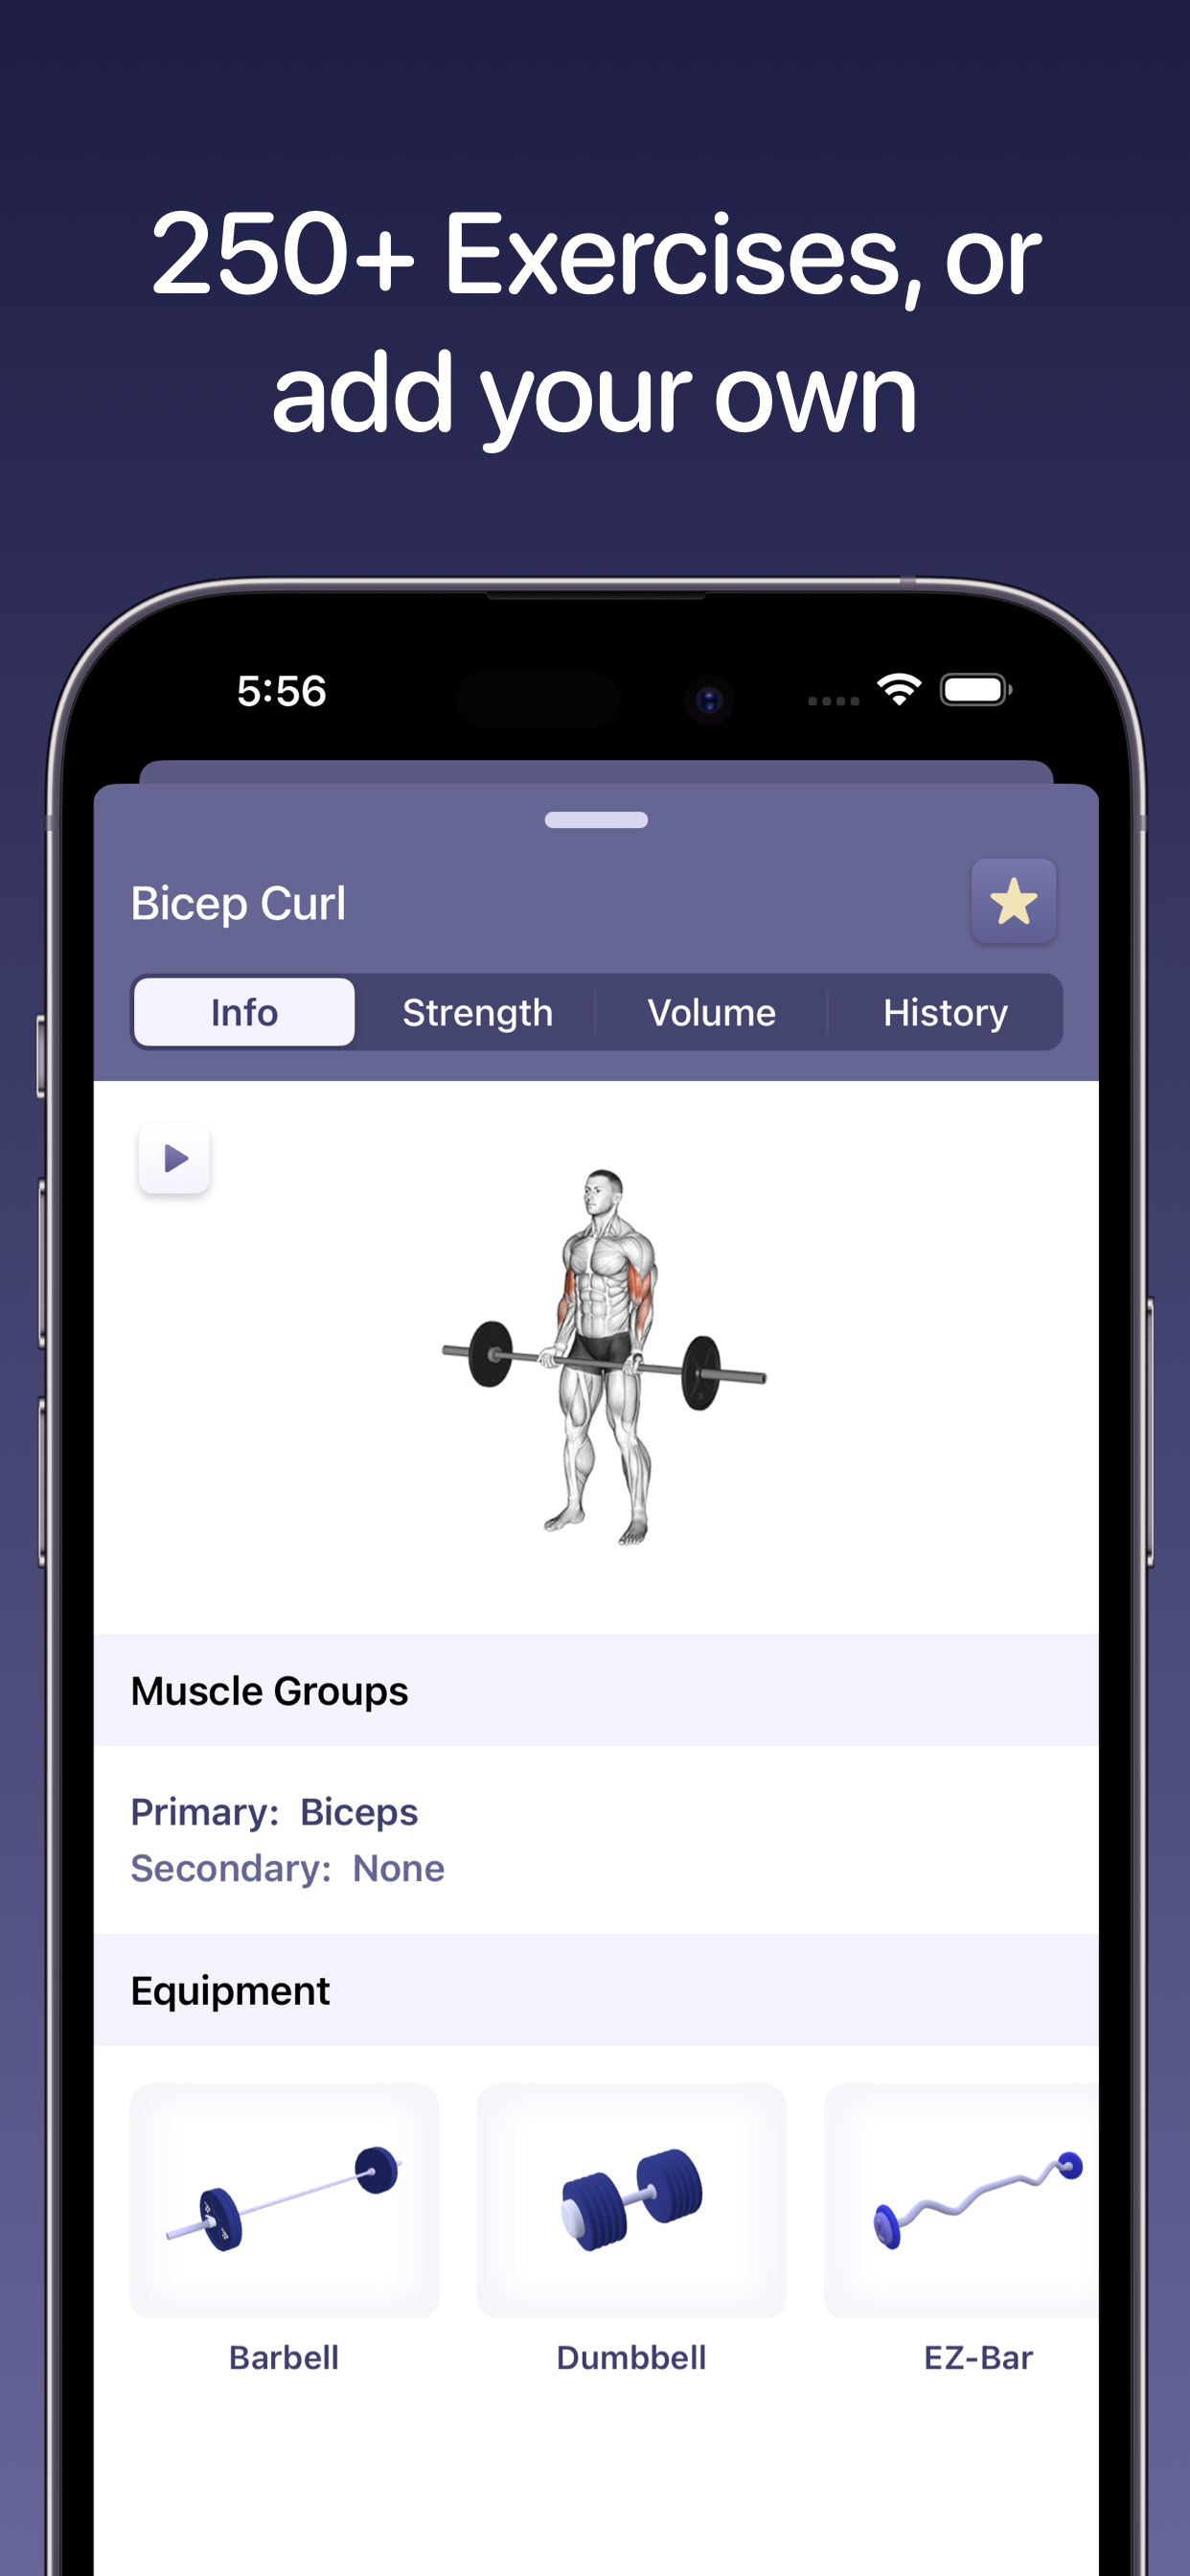 250+ Exercises, or
add your own
5:56
Bicep Curl
Info Strength Volume History
Muscle Groups
Primary: Biceps
Secondary: None
Equipment
Barbell Dumbbell EZ-Bar